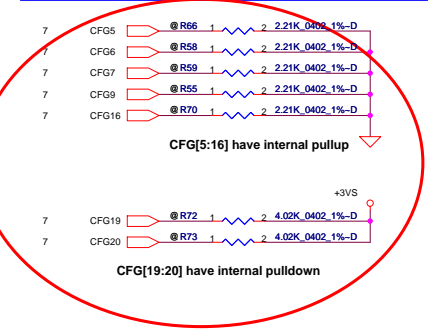 7 CFG5 @ R66 1 2 2.21K_0402_1%~D
7 CFG6 @ R58 1 2 2.21K_0402_1%~D
7 CFG7 @ R59 1 2 2.21K_0402_1%~D
7 CFG9 @ R55 1 2 2.21K_0402_1%~D
7 CFG16 @ R70 1 2 2.21K_0402_1%~D
CFG[5:16] have internal pullup
+3VS
7 CFG19 @ R72 1 2 4.02K_0402_1%~D
7 CFG20 @ R73 1 2 4.02K_0402_1%~D
CFG[19:20] have internal pulldown